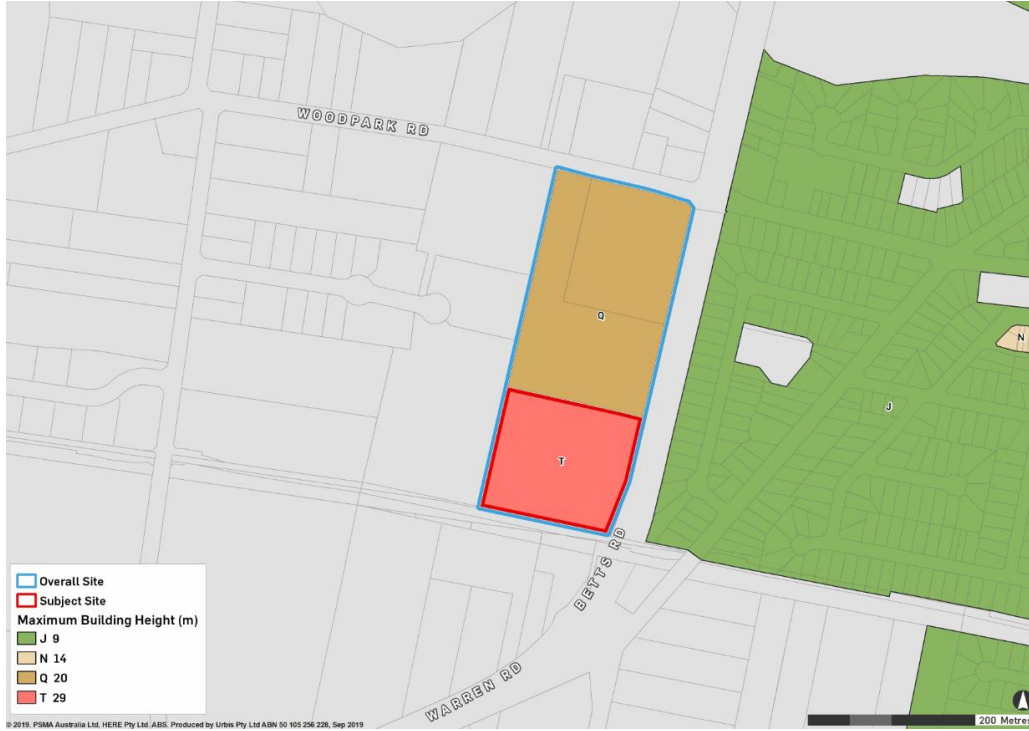 WOODPARK RD
Q
N
J
T
BETTS RD
WARREN RD
Overall Site
Subject Site
Maximum Building Height (m)
J 9
N 14
Q 20
T 29
© 2019. PSMA Australia Ltd, HERE Pty Ltd. ABS. Produced by Urbis Pty Ltd ABN 50 105 256 228, Sep 2019
200 Metres